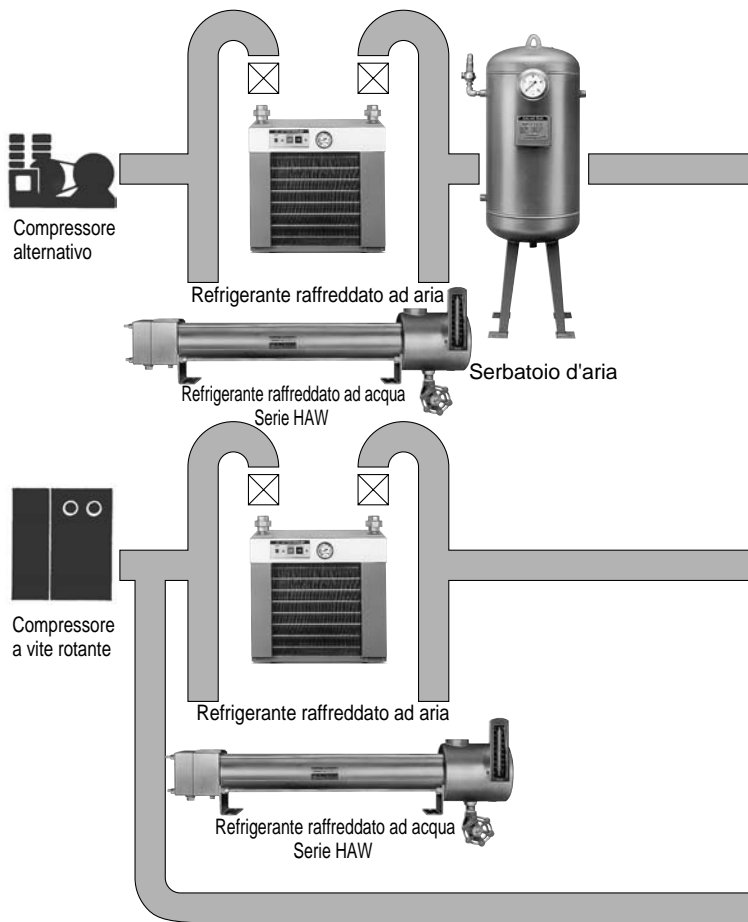 Compressore
alternativo
Refrigerante raffreddato ad aria
Serbatoio d'aria
Refrigerante raffreddato ad acqua
Serie HAW
Compressore
a vite rotante
Refrigerante raffreddato ad aria
Refrigerante raffreddato ad acqua
Serie HAW